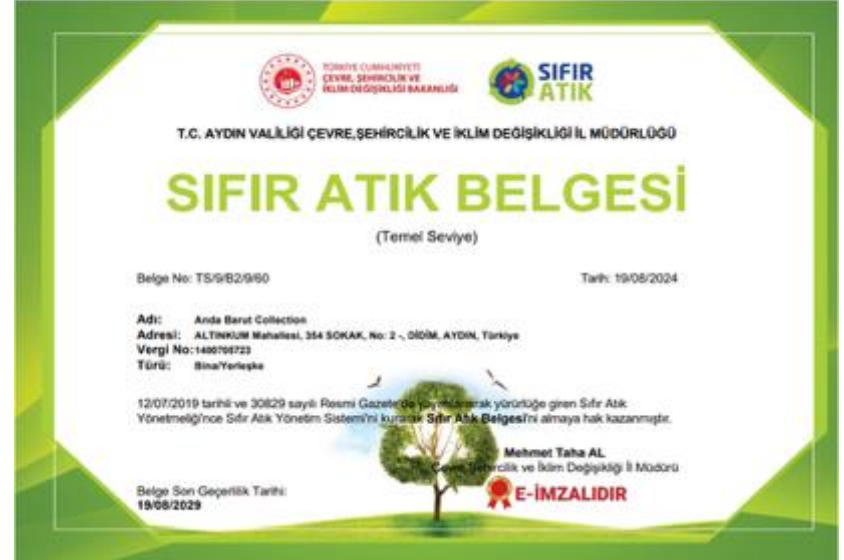 TÜRKİYE CUMHURİYETİ
ÇEVRE, ŞEHİRCİLİK VE
İKLİM DEĞİŞİKLİĞİ BAKANLIĞI
SIFIR
ATIK
T.C. AYDIN VALİLİĞİ ÇEVRE,ŞEHİRCİLİK VE İKLİM DEĞİŞİKLİĞİ İL MÜDÜRLÜĞÜ
SIFIR ATIK BELGESİ
(Temel Seviye)
Belge No: TS/9/B2/9/60 Tarih: 19/08/2024
Adı: Anda Barut Collection
Adresi: ALTINKUM Mahallesi, 354 SOKAK, No: 2 -, DİDİM, AYDIN, Türkiye
Vergi No:
Türü: Bina/Yerleşke
12/07/2019 tarihli ve 30829 sayılı Resmi Gazete'de yayımlanarak yürürlüğe giren Sıfır Atık
Yönetmeliği'nce Sıfır Atık Yönetim Sistemi'ni kurarak Sıfır Atık Belgesi'ni almaya hak kazanmıştır.
Mehmet Taha AL
Çevre, Şehircilik ve İklim Değişikliği İl Müdürü
E-İMZALIDIR
Belge Son Geçerlilik Tarihi:
19/08/2029